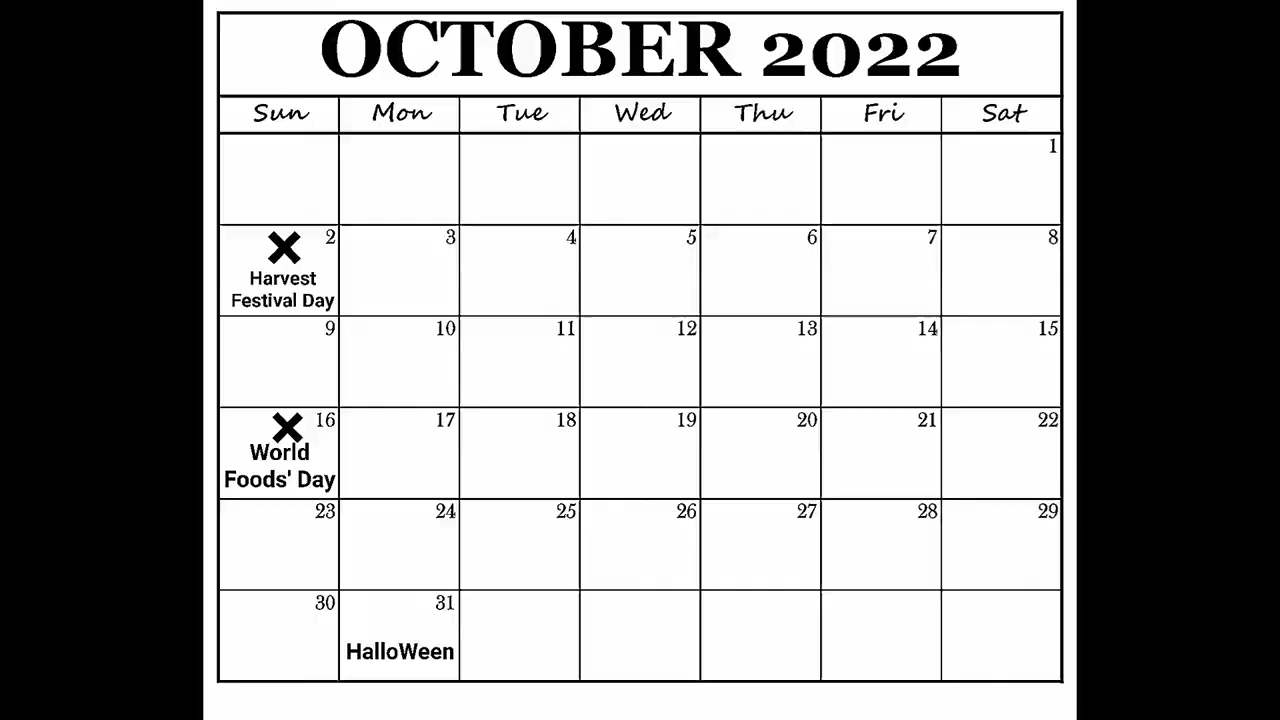 OCTOBER 2022
Sun Mon Tue Wed Thu Fri Sat
1
2 3 4 5 6 7 8
Harvest
Festival Day
9 10 11 12 13 14 15
16 17 18 19 20 21 22
World
Foods' Day
23 24 25 26 27 28 29
30 31
HalloWeen